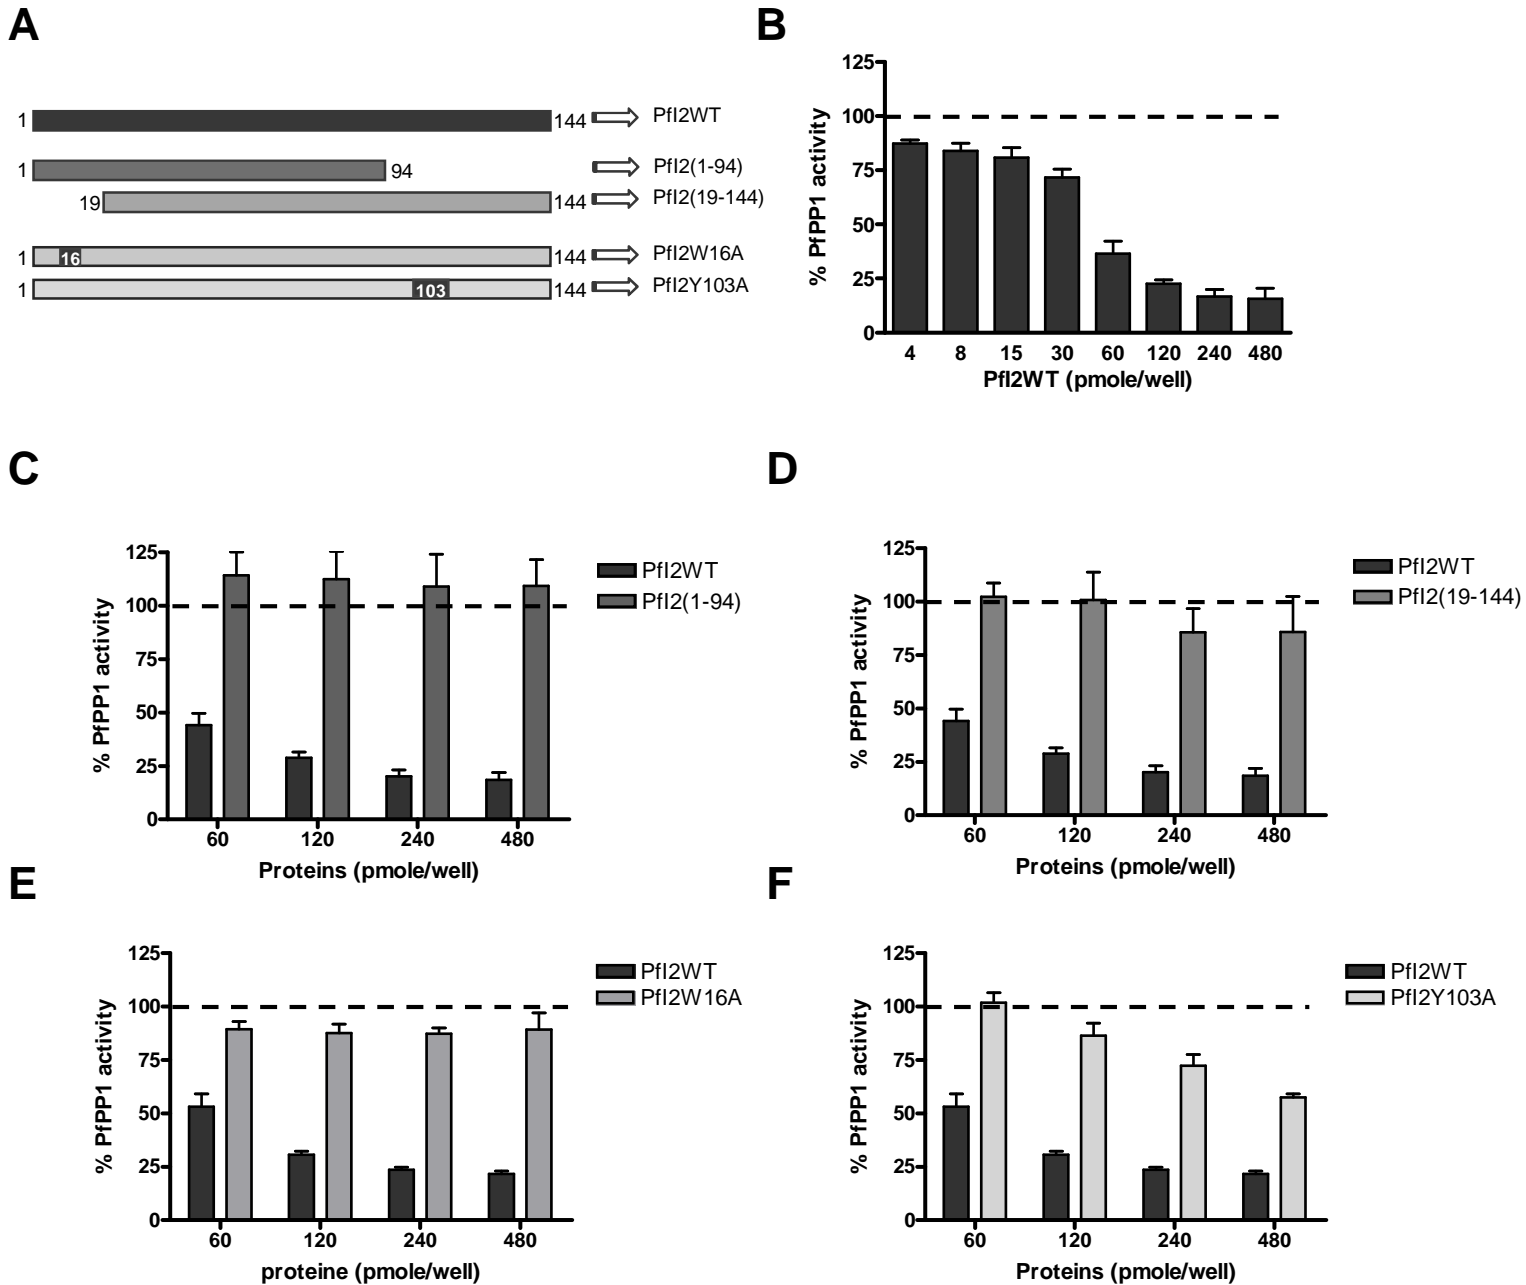 A
1 144 PfI2WT
1 94 PfI2(1-94)
19 144 PfI2(19-144)
1 16 144 PfI2W16A
1 103 144 PfI2Y103A
B
125
100
75
50
25
0
% PfPP1 activity
4 8 15 30 60 120 240 480
PfI2WT (pmole/well)
C
125
100
75
50
25
0
% PfPP1 activity
60 120 240 480
Proteins (pmole/well)
PfI2WT
PfI2(1-94)
D
125
100
75
50
25
0
% PfPP1 activity
60 120 240 480
Proteins (pmole/well)
PfI2WT
PfI2(19-144)
E
125
100
75
50
25
0
% PfPP1 activity
60 120 240 480
proteine (pmole/well)
PfI2WT
PfI2W16A
F
125
100
75
50
25
0
% PfPP1 activity
60 120 240 480
Proteins (pmole/well)
PfI2WT
PfI2Y103A